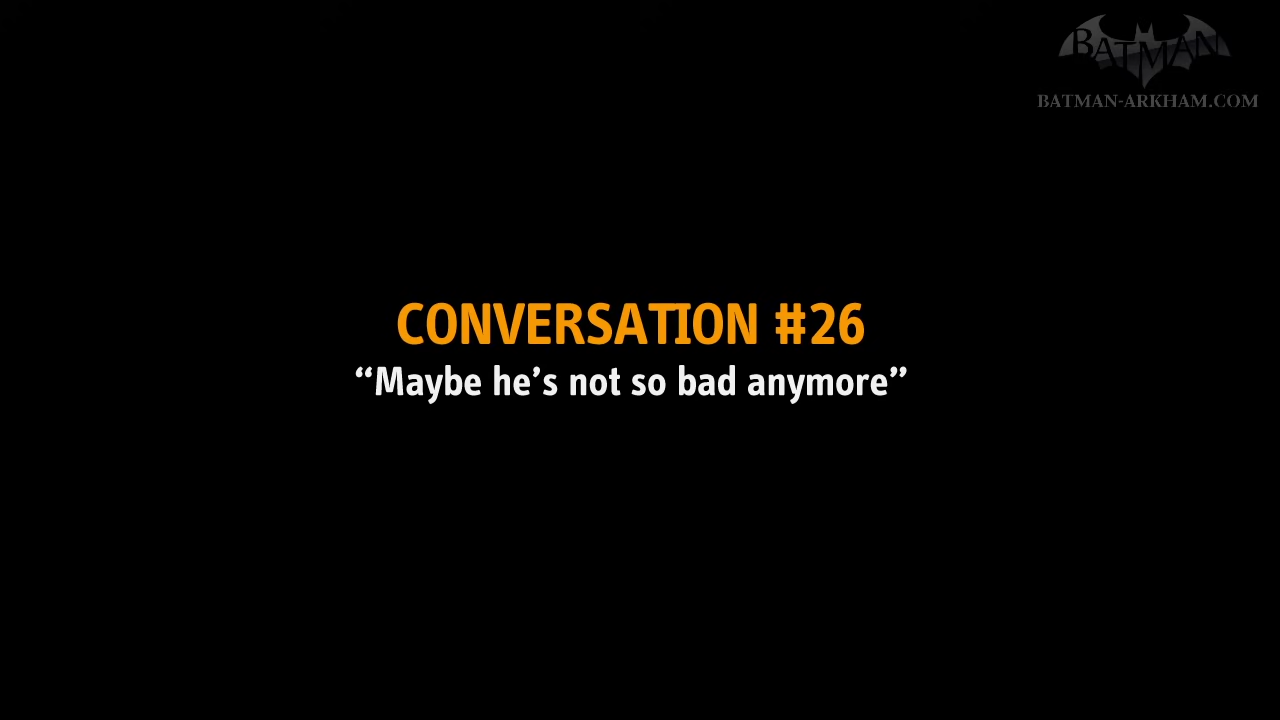 BATMAN
BATMAN-ARKHAM.COM
CONVERSATION #26
“Maybe he’s not so bad anymore”